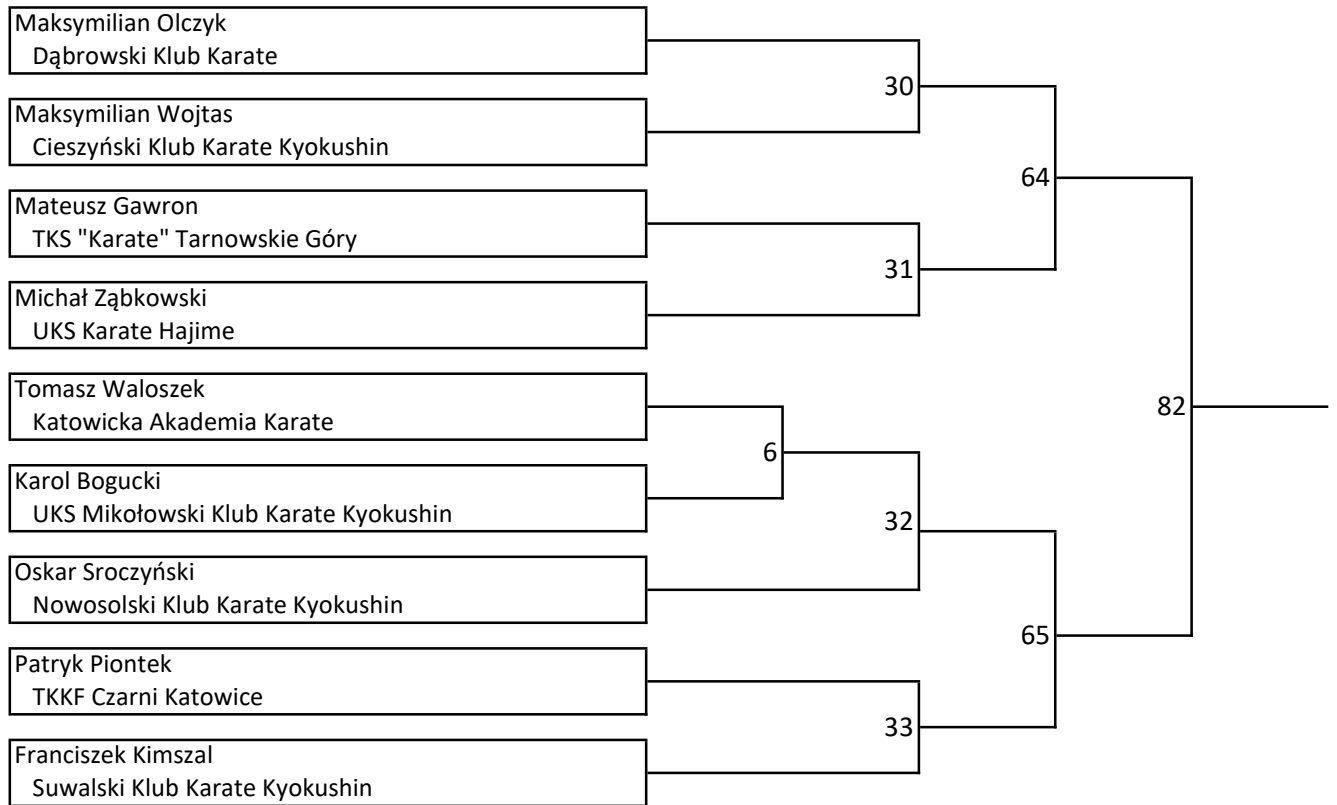 Maksymilian Olczyk
Dąbrowski Klub Karate
30
Maksymilian Wojtas
Cieszyński Klub Karate Kyokushin
64
Mateusz Gawron
TKS "Karate" Tarnowskie Góry
31
Michał Ząbkowski
UKS Karate Hajime
Tomasz Waloszek
Katowicka Akademia Karate
82
6
Karol Bogucki
UKS Mikołowski Klub Karate Kyokushin
32
Oskar Sroczyński
Nowosolski Klub Karate Kyokushin
65
Patryk Piontek
TKKF Czarni Katowice
33
Franciszek Kimszal
Suwalski Klub Karate Kyokushin